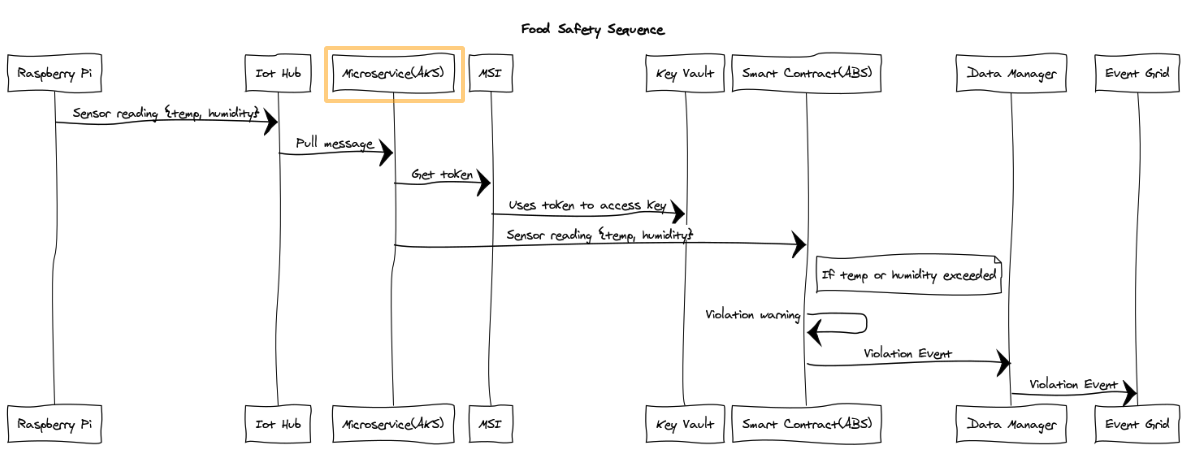 Food Safety Sequence
Raspberry Pi
Iot Hub
Microservice(AKS)
MSI
Key Vault
Smart Contract(ABS)
Data Manager
Event Grid
Sensor reading {temp, humidity}
Pull message
Get token
Uses token to access key
Sensor reading {temp, humidity}
If temp or humidity exceeded
Violation warning
Violation Event
Violation Event
Raspberry Pi
Iot Hub
Microservice(AKS)
MSI
Key Vault
Smart Contract(ABS)
Data Manager
Event Grid